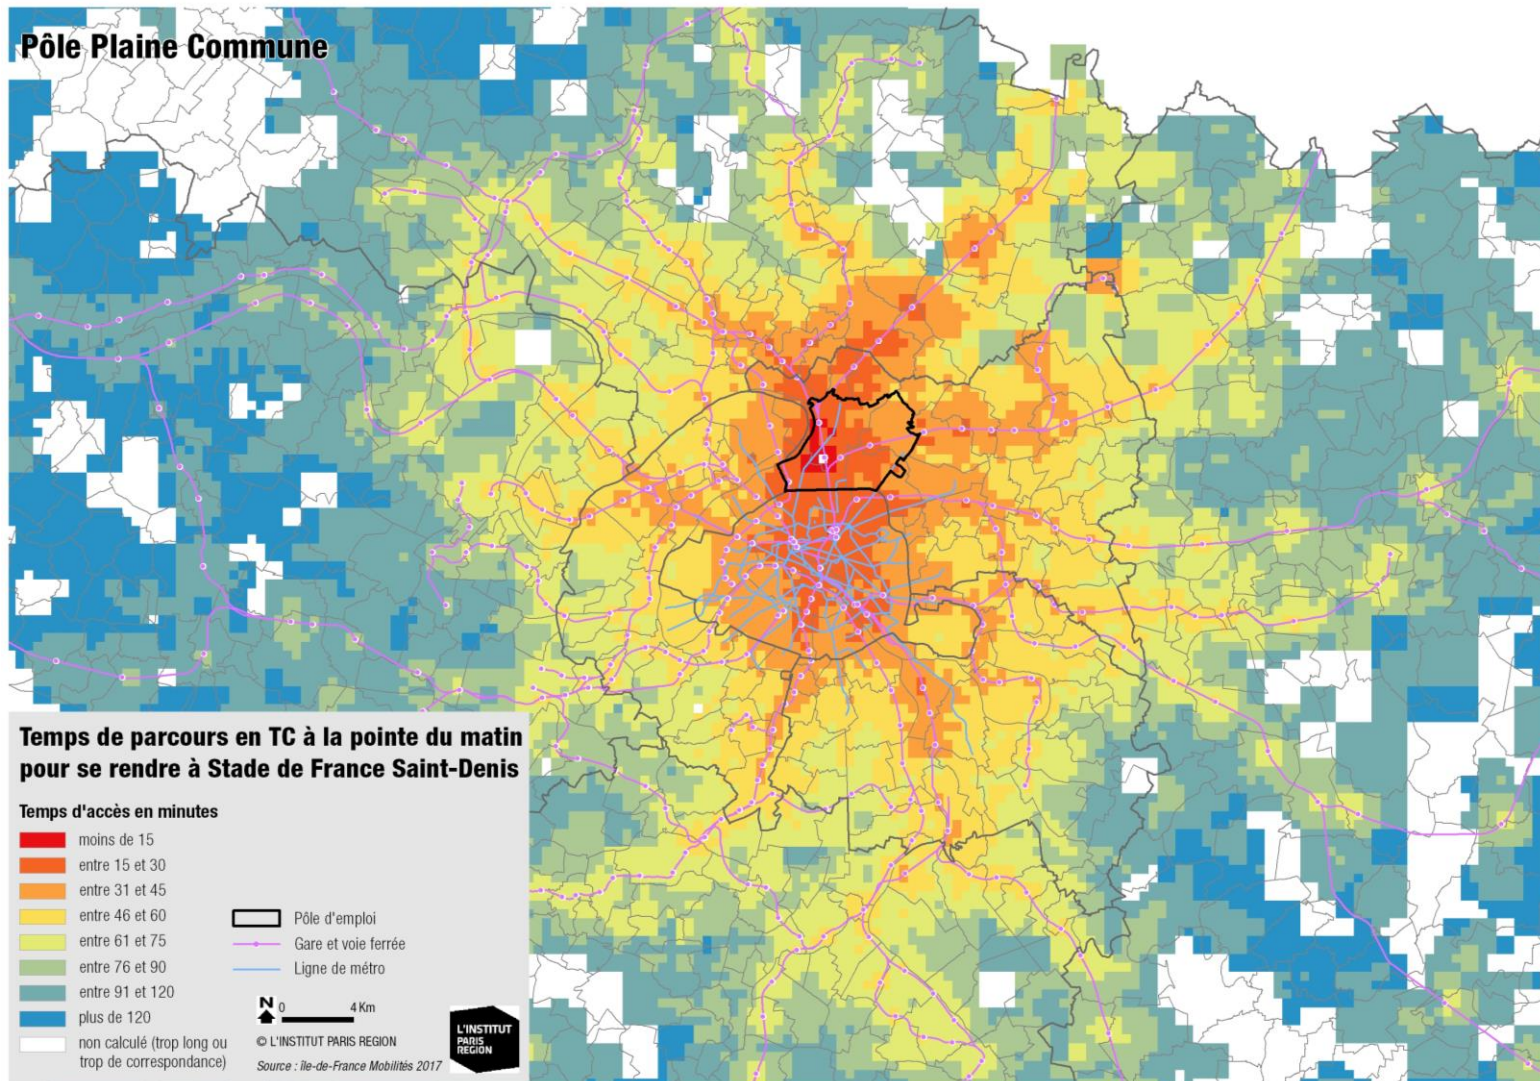 Pôle Plaine Commune
Temps de parcours en TC à la pointe du matin
pour se rendre à Stade de France Saint-Denis
Temps d'accès en minutes
moins de 15
entre 15 et 30
entre 31 et 45
entre 46 et 60
entre 61 et 75
entre 76 et 90
entre 91 et 120
plus de 120
non calculé (trop long ou
trop de correspondance)
Pôle d'emploi
Gare et voie ferrée
Ligne de métro
N
0 4 Km
© L'INSTITUT PARIS REGION
Source : île-de-France Mobilités 2017
L'INSTITUT
PARIS
REGION